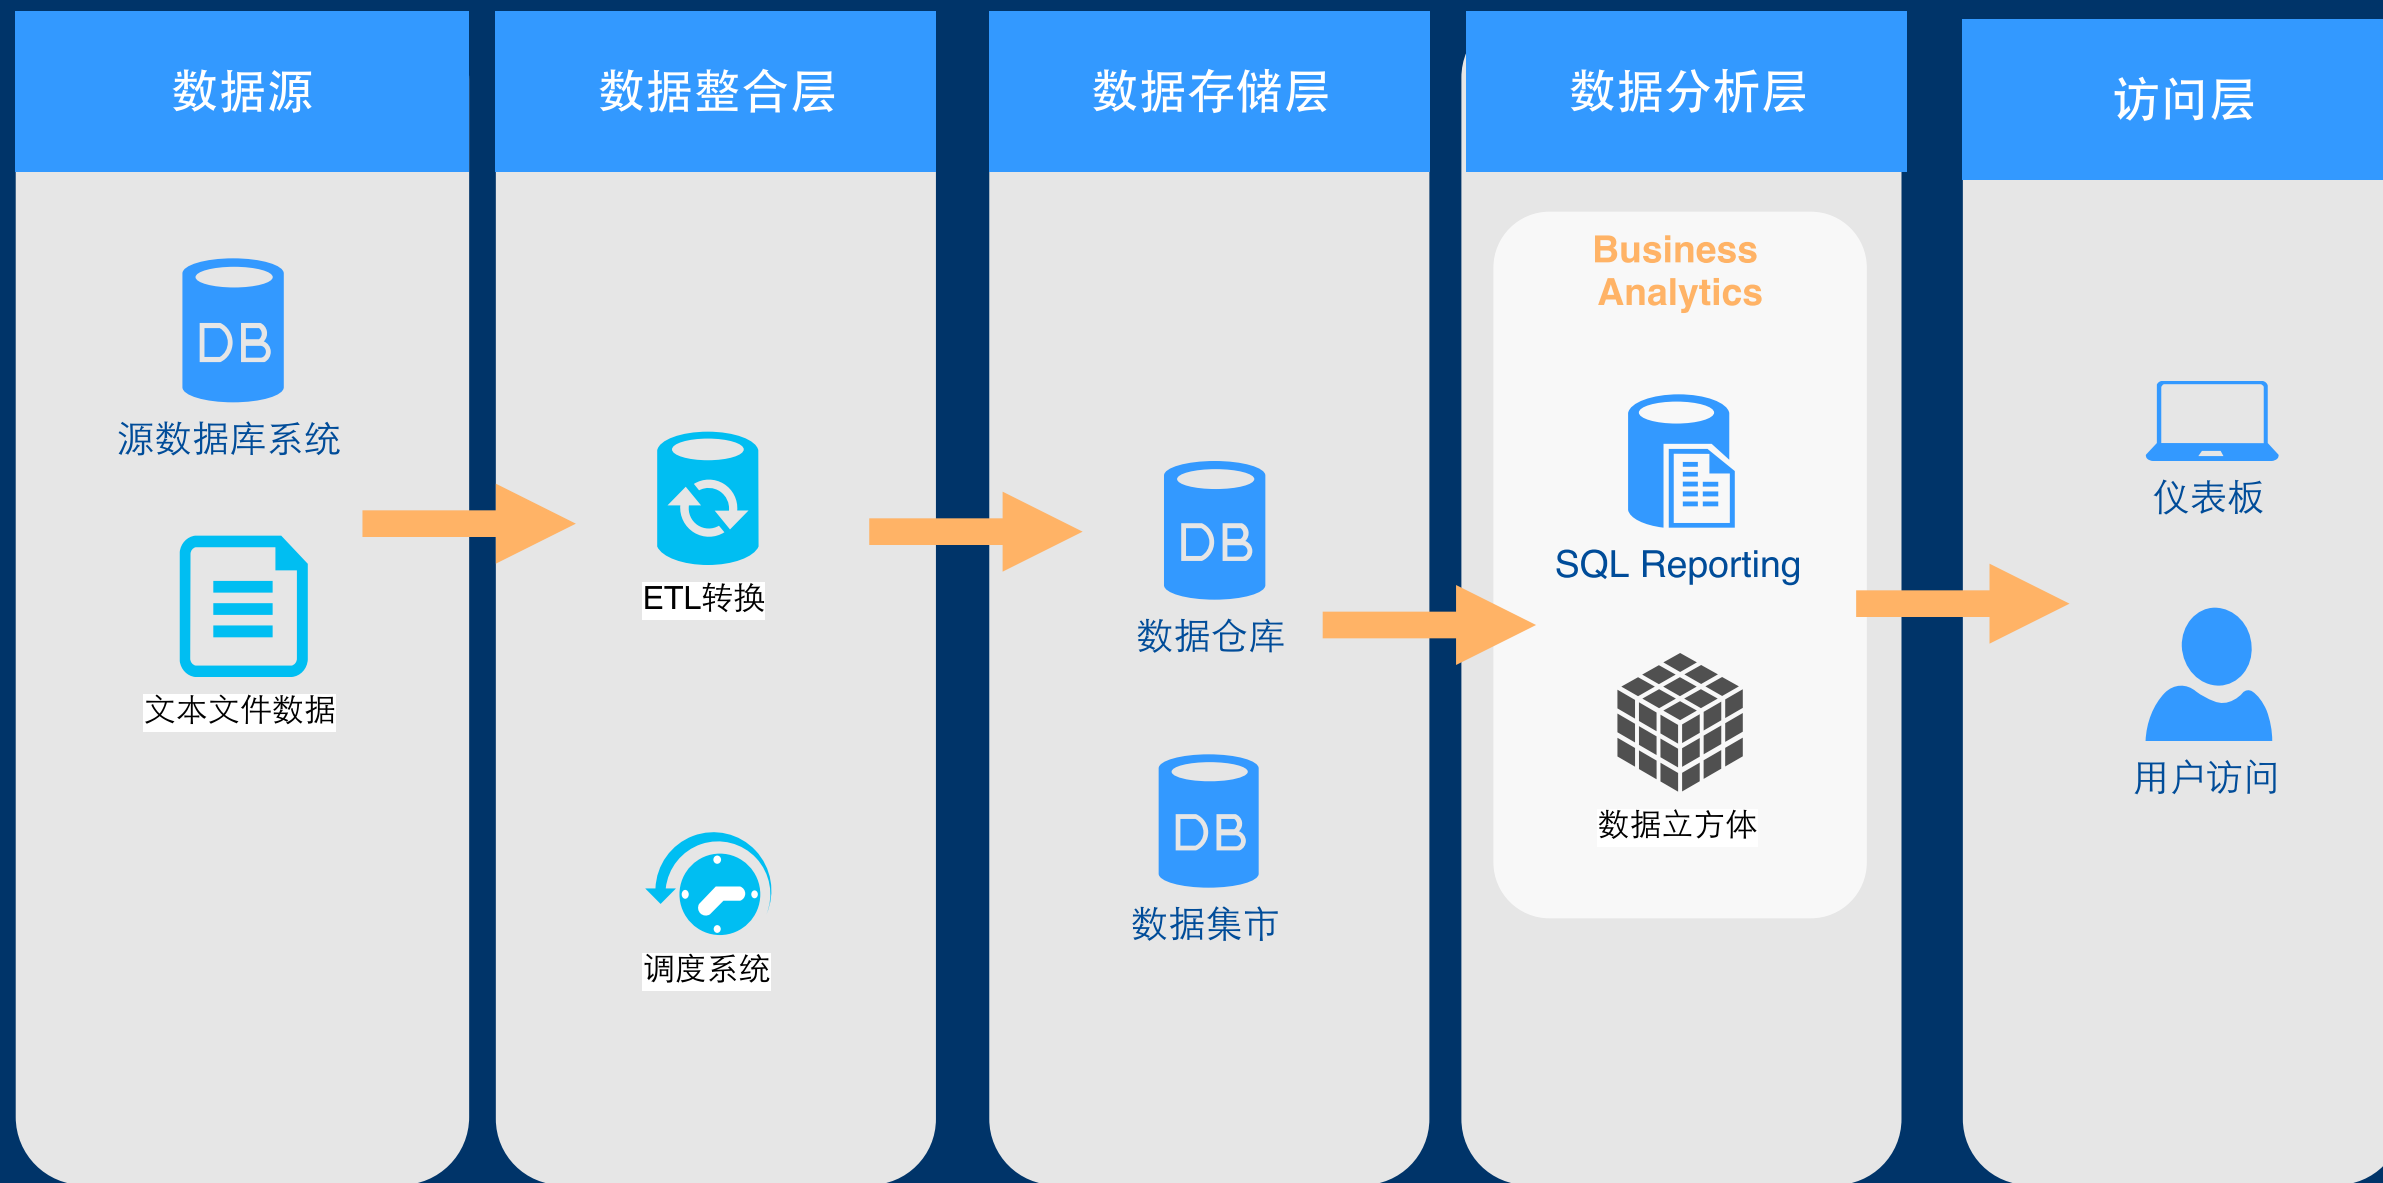 数据源
源数据库系统
文本文件数据
数据整合层
ETL转换
调度系统
数据存储层
DB
DB
DB
数据仓库
数据集市
数据分析层
Business
Analytics
SQL Reporting
数据立方体
访问层
仪表板
用户访问